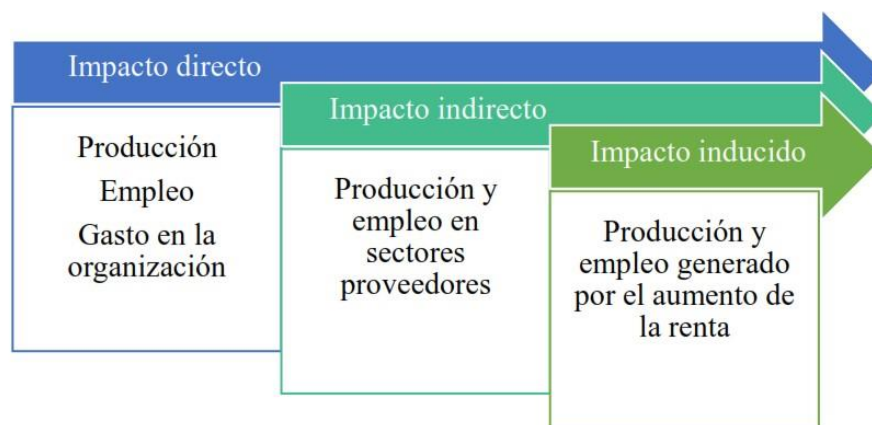 Impacto directo
Producción
Empleo
Gasto en la
organización
Impacto indirecto
Producción y
empleo en
sectores
proveedores
Impacto inducido
Producción y
empleo generado
por el aumento de
la renta